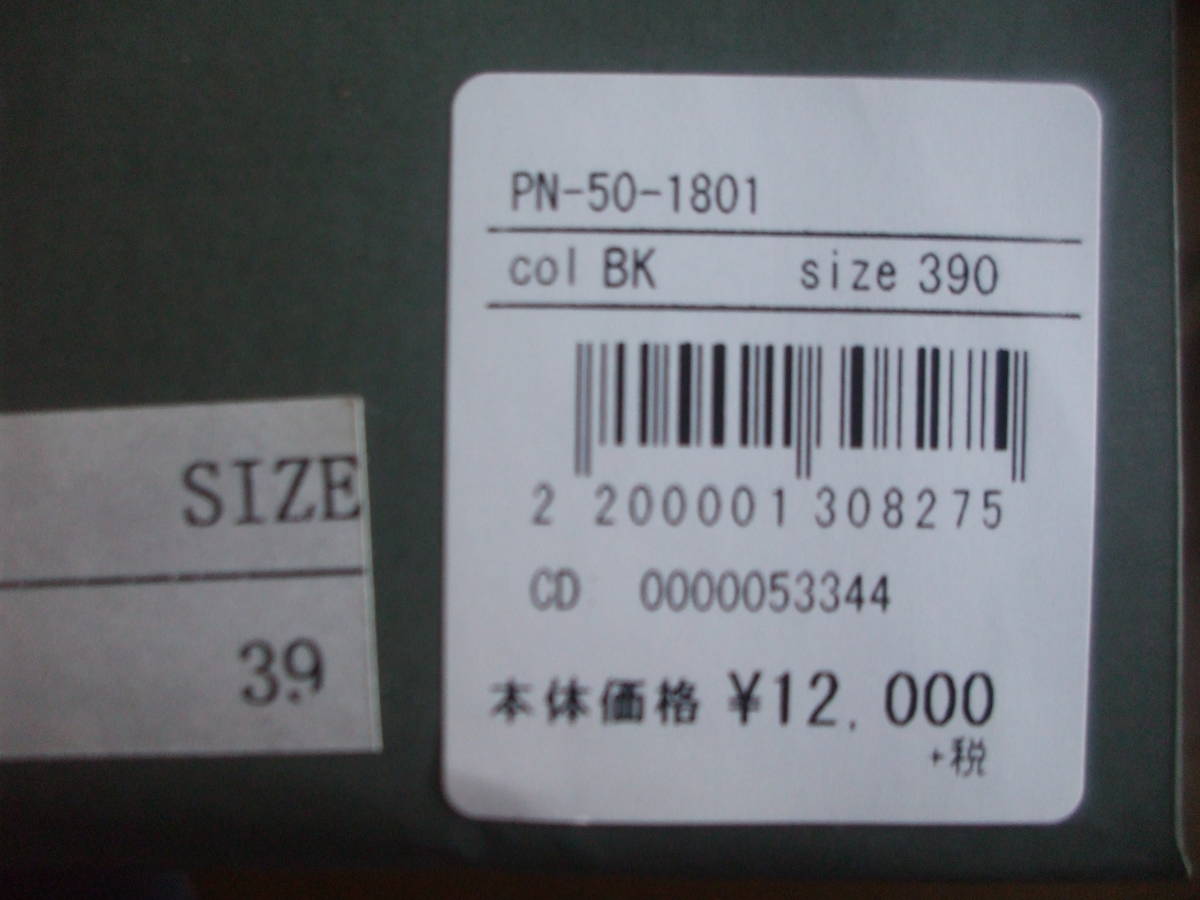 PN-50-1801
col BK size 390
2 200001 308275
CD 0000053344
本体価格 ¥12,000
+税
SIZE
39